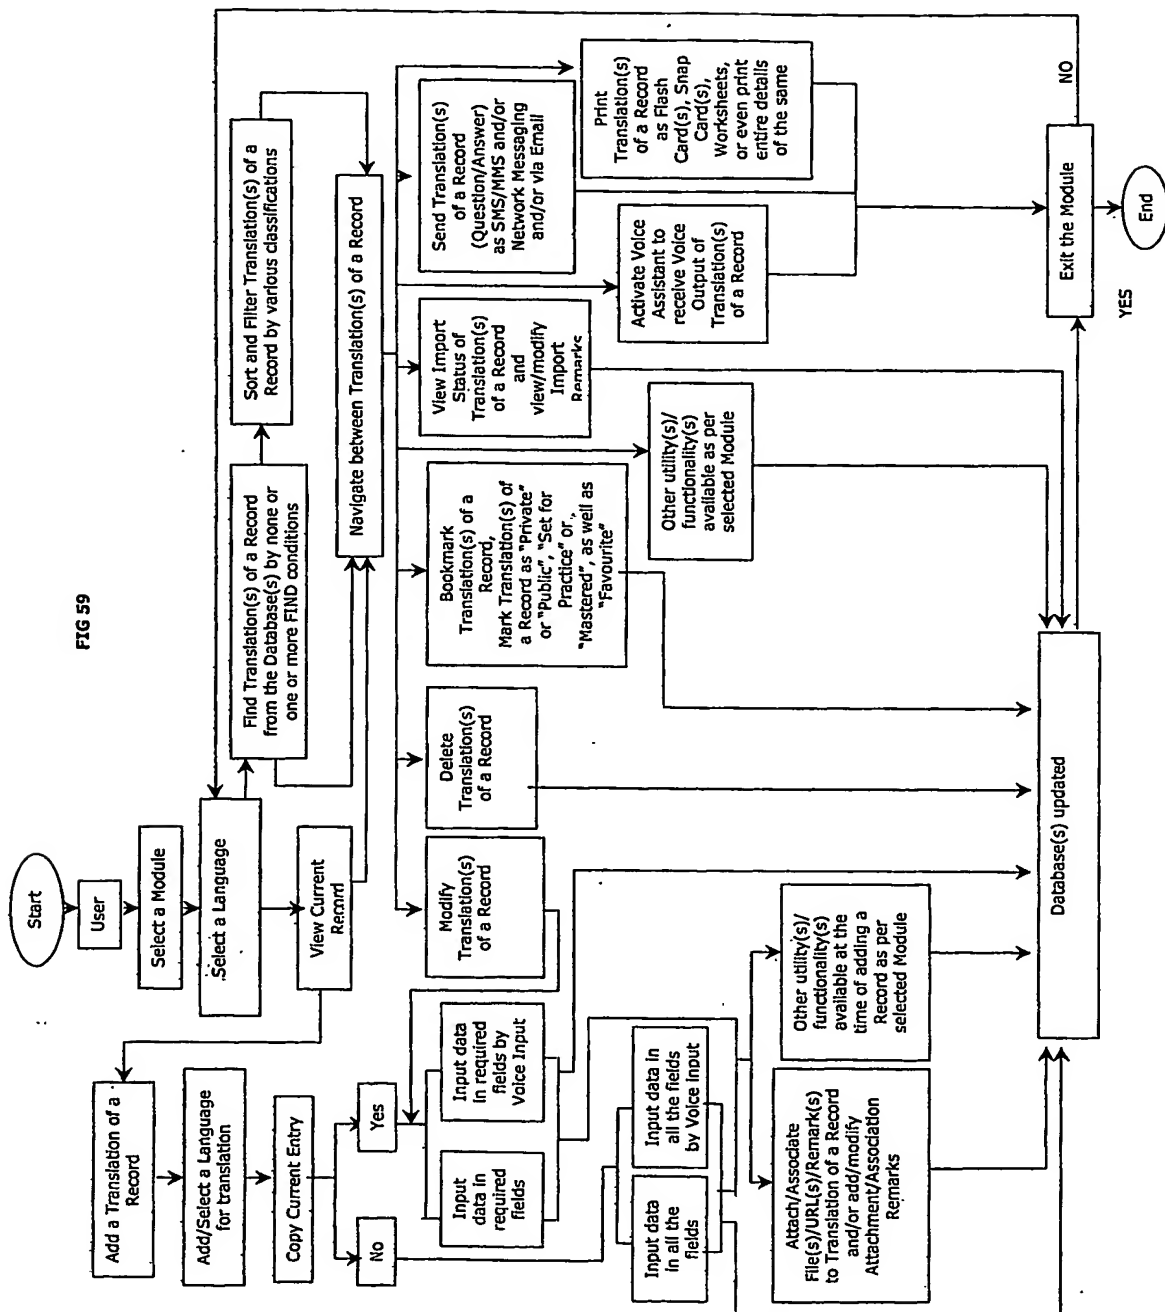 FIG 59
Start
User
Select a Module
Select a Language
View Current
Record
Find Translation(s) of a Record
from the Database(s) by none or
one or more FIND conditions
Sort and Filter Translation(s) of a
Record by various classifications
Navigate between Translation(s) of a Record
Add a Translation of a
Record
Add/Select a Language
for translation
Copy Current Entry
No
Yes
Input data in
required
fields
Input data
in required
fields by
Voice Input
Modify
Translation(s)
of a Record
Delete
Translation(s)
of a Record
Bookmark
Translation(s) of a
Record,
Mark Translation(s) of
a Record as "Private"
or "Public", "Set for
Practice" or
"Mastered", as well as
"Favourite"
View Import
Status of
Translation(s)
of a Record
and
view/modify
Import
Remarks
Send Translation(s)
of a Record
(Question/Answer)
as SMS/MMS and/or
Network Messaging
and/or via Email
Print
Translation(s)
of a Record
as Flash
Card(s), Snap
Card(s),
Worksheets,
or even print
entire details
of the same
Activate Voice
Assistant to
receive Voice
Output of
Translation(s)
of a Record
Other utility(s)/
functionality(s)
available as per
selected Module
Input data
in all the
fields
Input data in
all the fields
by Voice Input
Attach/Associate
File(s)/URL(s)/Remark(s)
to Translation of a Record
and/or add/modify
Attachment/Association
Remarks
Other utility(s)/
functionality(s)
available at the
time of adding a
Record as per
selected Module
Database(s) updated
Exit the Module
NO
YES
End